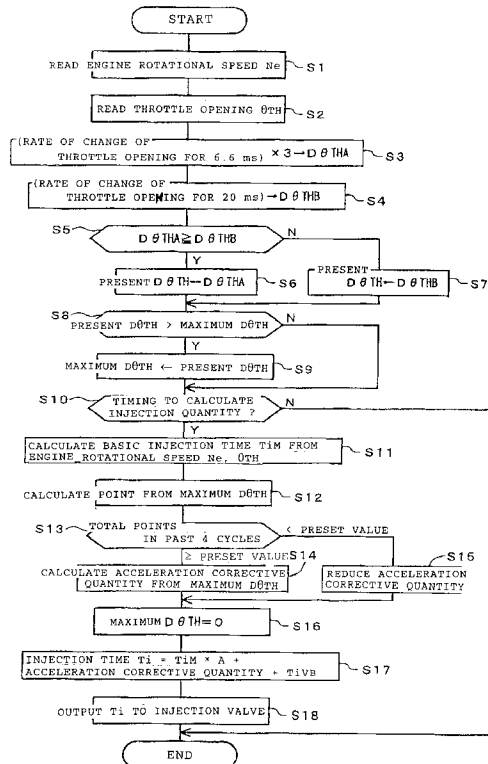 START
READ ENGINE ROTATIONAL SPEED Ne
S1
READ THROTTLE OPENING θTH
S2
(RATE OF CHANGE OF
THROTTLE OPENING FOR 6.6 ms) × 3→DθTHA
S3
(RATE OF CHANGE OF
THROTTLE OPENING FOR 20 ms)→DθTHB
S4
S5
DθTHA≧DθTHB
N
Y
PRESENT DθTH←DθTHA
S6
PRESENT
DθTH←DθTHB
S7
S8
PRESENT DθTH > MAXIMUM DθTH
N
Y
MAXIMUM DθTH ← PRESENT DθTH
S9
S10
TIMING TO CALCULATE
INJECTION QUANTITY ?
N
Y
CALCULATE BASIC INJECTION TIME TiM FROM
ENGINE ROTATIONAL SPEED Ne, θTH
S11
CALCULATE POINT FROM MAXIMUM DθTH
S12
S13
TOTAL POINTS
IN PAST 4 CYCLES
< PRESET VALUE
≥ PRESET VALUE
S14
CALCULATE ACCELERATION CORRECTIVE
QUANTITY FROM MAXIMUM DθTH
S15
REDUCE ACCELERATION
CORRECTIVE QUANTITY
MAXIMUM DθTH=0
S16
INJECTION TIME Ti = TiM * A +
ACCELERATION CORRECTIVE QUANTITY + TiVB
S17
OUTPUT Ti TO INJECTION VALVE
S18
END